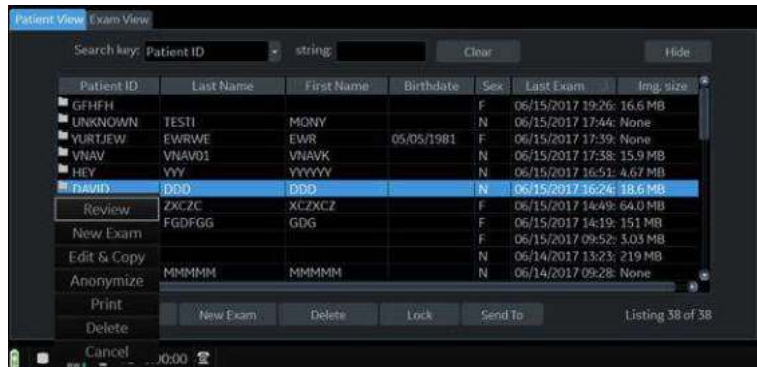 Patient View Exam View
Search key: Patient ID string: Clear Hide
Patient ID Last Name First Name Birthdate Sex Last Exam Img. size
GFHFH F 06/15/2017 19:26: 16.6 MB
UNKNOWN TESTI MONY N 06/15/2017 17:44: None
YURTJEW EWRWE EWR 05/05/1981 F 06/15/2017 17:39: None
VNAV VNAV01 VNAVK N 06/15/2017 17:38: 15.9 MB
HEY YYY YYYYYY N 06/15/2017 16:51: 4.67 MB
DAVID DDD DDD N 06/15/2017 16:24: 18.6 MB
Review ZXCZC XCZXCZ F 06/15/2017 14:49: 64.0 MB
FGDFGG GDG F 06/15/2017 14:19: 151 MB
New Exam F 06/15/2017 09:52: 3.03 MB
Edit & Copy N 06/14/2017 13:23: 219 MB
Anonymize MMMMM MMMMM N 06/14/2017 09:28: None
Print New Exam Delete Lock Send To Listing 38 of 38
Delete
Cancel 00:00